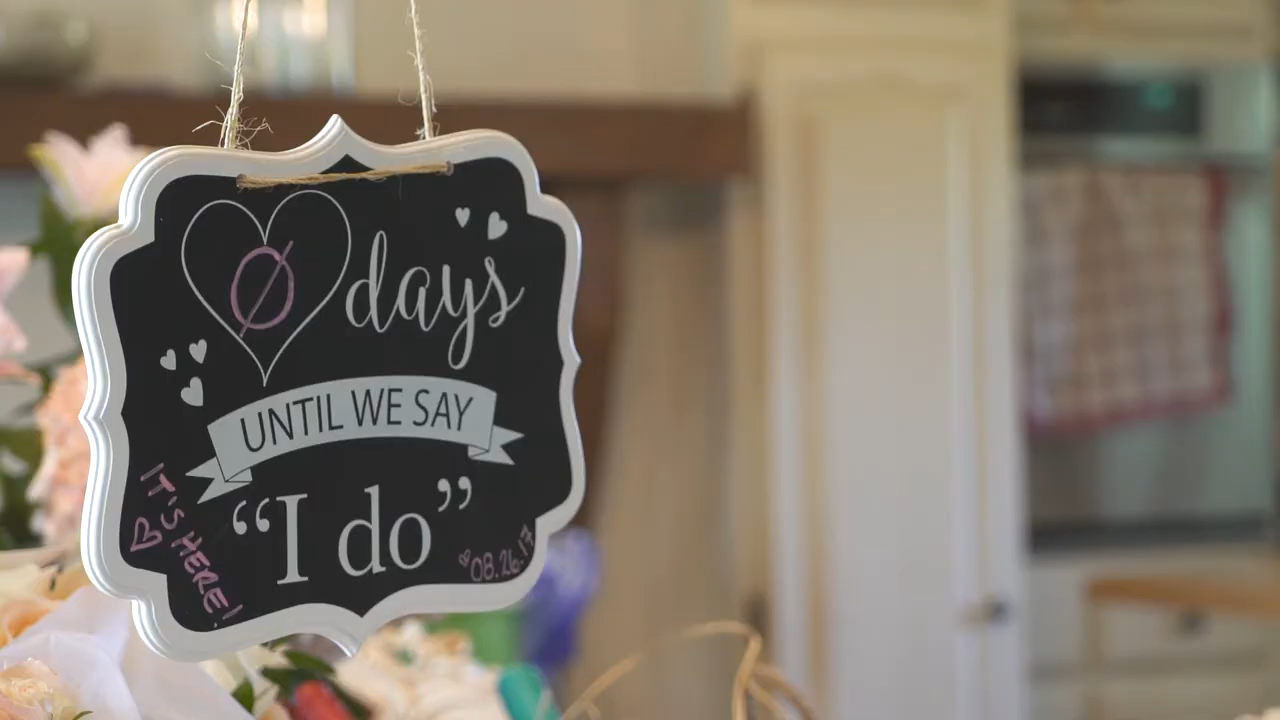 Ø days
UNTIL WE SAY
“I do”
IT'S HERE!
08.26.17